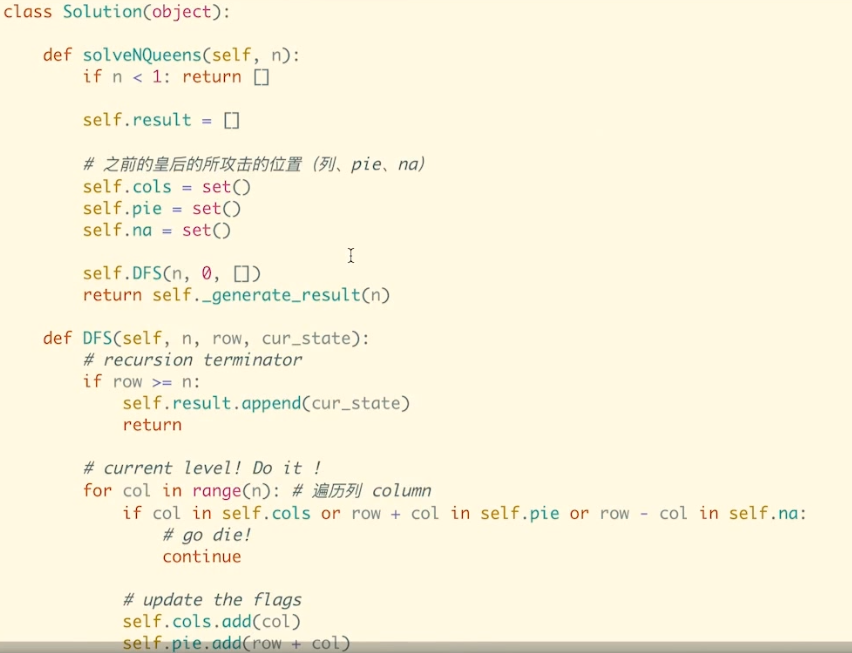 class Solution(object):
def solveNQueens(self, n):
if n < 1: return []
self.result = []
# 之前的皇后的所攻击的位置（列、pie、na）
self.cols = set()
self.pie = set()
self.na = set()
self.DFS(n, 0, [])
return self._generate_result(n)
def DFS(self, n, row, cur_state):
# recursion terminator
if row >= n:
self.result.append(cur_state)
return
# current level! Do it !
for col in range(n): # 遍历列 column
if col in self.cols or row + col in self.pie or row - col in self.na:
# go die!
continue
# update the flags
self.cols.add(col)
self.pie.add(row + col)